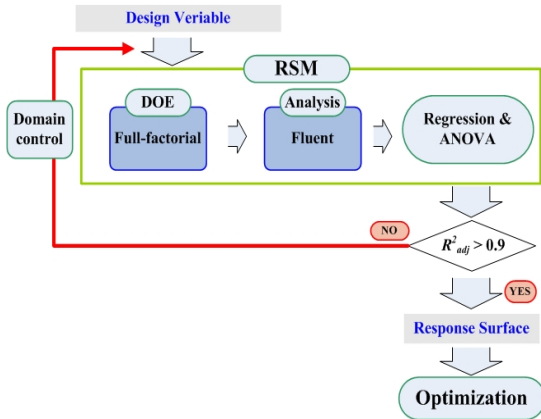 Design Veriable
RSM
DOE
Full-factorial
Analysis
Fluent
Regression &
ANOVA
Domain
control
NO
R²adj > 0.9
YES
Response Surface
Optimization